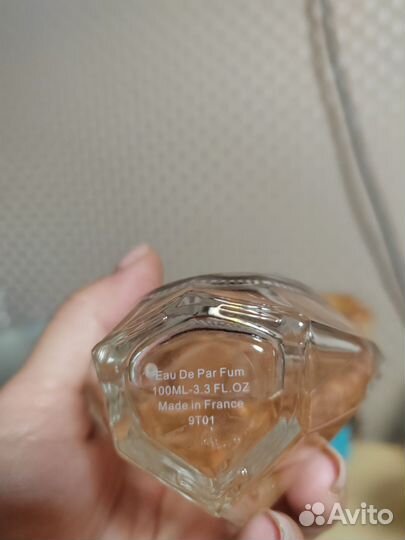 Eau De Par Fum
100ML-3.3 FL.OZ
Made in France
9T01
Avito